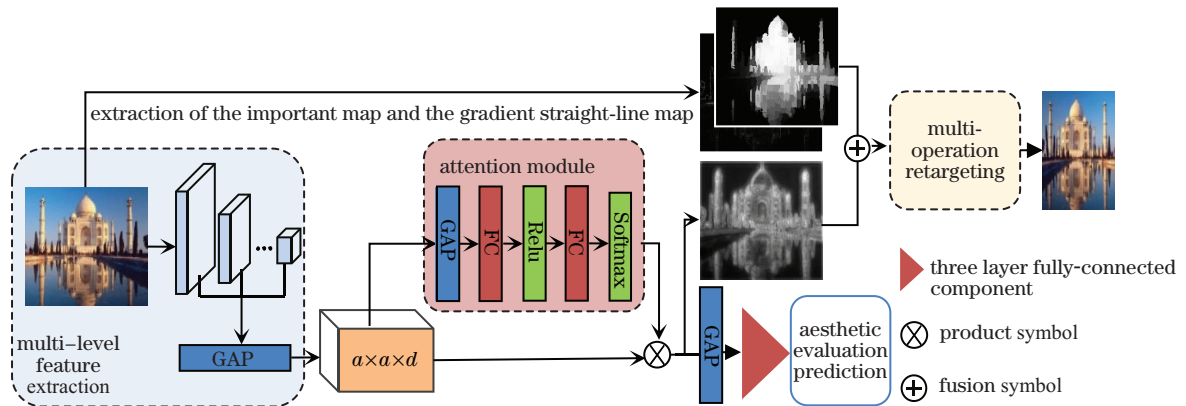 extraction of the important map and the gradient straight-line map
multi-
operation
retargeting
attention module
GAP
FC
Relu
FC
Softmax
multi-level
feature
extraction
GAP
a×a×d
GAP
aesthetic
evaluation
prediction
three layer fully-connected
component
product symbol
fusion symbol